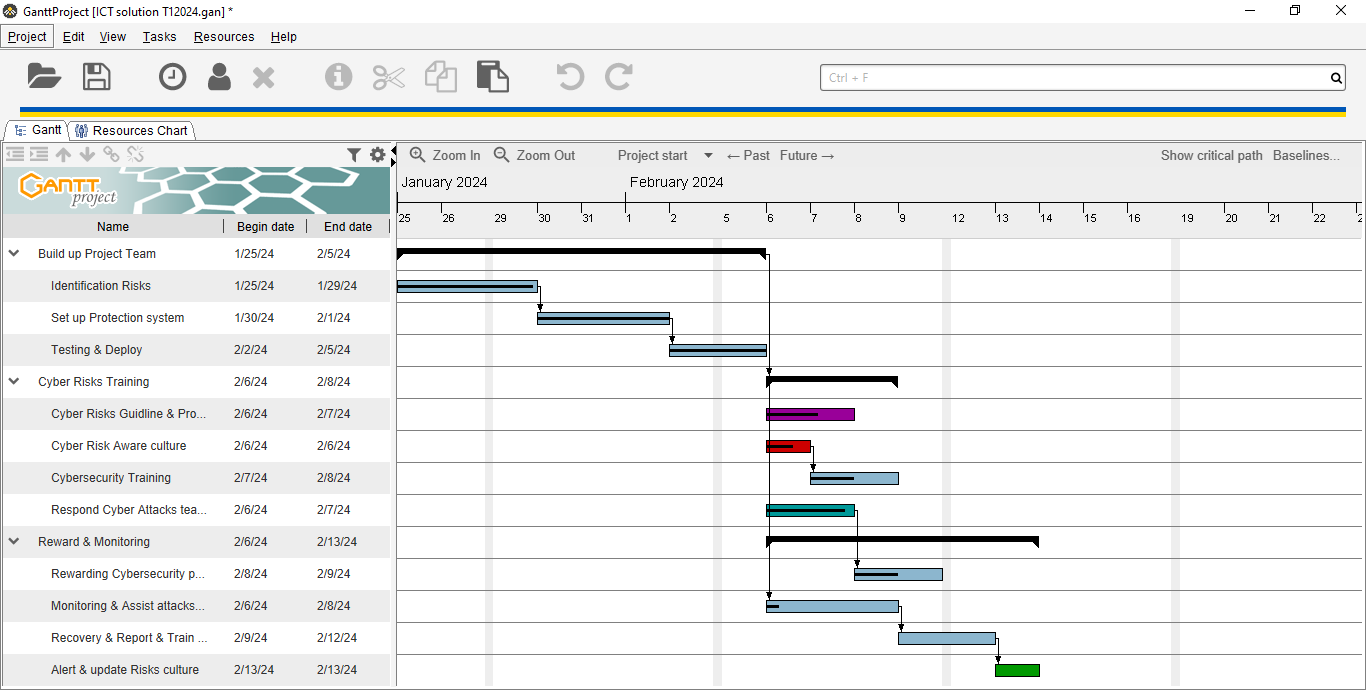 GanttProject [ICT solution T12024.gan] *
Project Edit View Tasks Resources Help
Ctrl + F
Gantt Resources Chart
Zoom In Zoom Out Project start ← Past Future → Show critical path Baselines...
GANTT project
January 2024 February 2024
25 26 29 30 31 1 2 5 6 7 8 9 12 13 14 15 16 19 20 21 22 2
Name Begin date End date
Build up Project Team 1/25/24 2/5/24
Identification Risks 1/25/24 1/29/24
Set up Protection system 1/30/24 2/1/24
Testing & Deploy 2/2/24 2/5/24
Cyber Risks Training 2/6/24 2/8/24
Cyber Risks Guidline & Pro... 2/6/24 2/7/24
Cyber Risk Aware culture 2/6/24 2/6/24
Cybersecurity Training 2/7/24 2/8/24
Respond Cyber Attacks tea... 2/6/24 2/7/24
Reward & Monitoring 2/6/24 2/13/24
Rewarding Cybersecurity p... 2/8/24 2/9/24
Monitoring & Assist attacks... 2/6/24 2/8/24
Recovery & Report & Train ... 2/9/24 2/12/24
Alert & update Risks culture 2/13/24 2/13/24